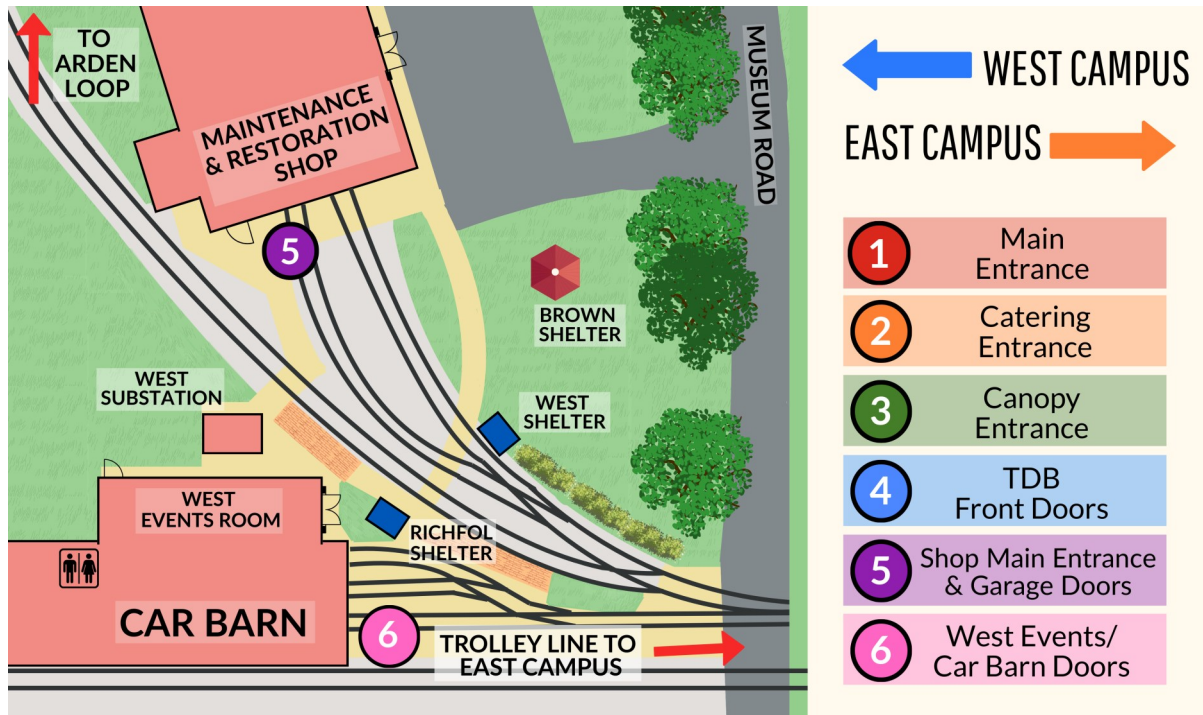 TO
ARDEN
LOOP
MAINTENANCE
& RESTORATION
SHOP
MUSEUM ROAD
5
BROWN
SHELTER
WEST
SUBSTATION
WEST
SHELTER
WEST
EVENTS ROOM
RICHFOL
SHELTER
CAR BARN
6
TROLLEY LINE TO
EAST CAMPUS
WEST CAMPUS
EAST CAMPUS
1
Main
Entrance
2
Catering
Entrance
3
Canopy
Entrance
4
TDB
Front Doors
5
Shop Main Entrance
& Garage Doors
6
West Events/
Car Barn Doors